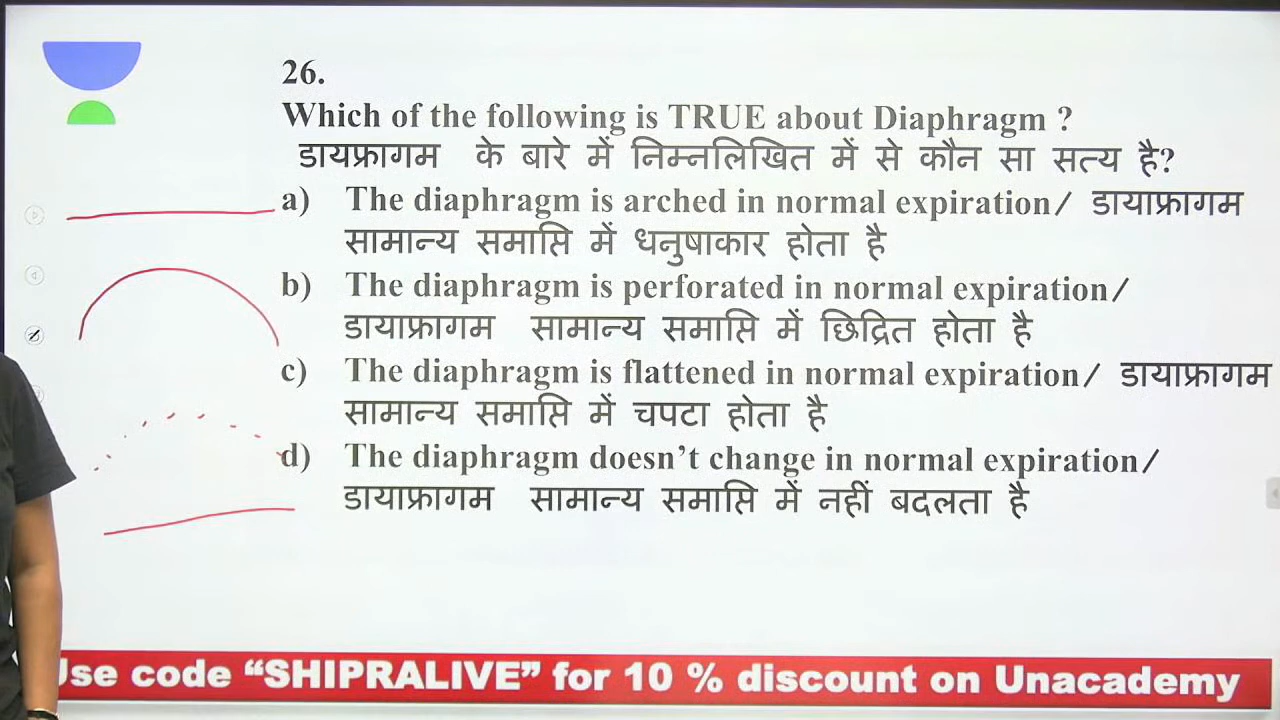 26.
Which of the following is TRUE about Diaphragm ?
डायफ्रागम के बारे में निम्नलिखित में से कौन सा सत्य है?
a) The diaphragm is arched in normal expiration/ डायाफ्रागम
सामान्य समाप्ति में धनुषाकार होता है
b) The diaphragm is perforated in normal expiration/
डायाफ्रागम सामान्य समाप्ति में छिद्रित होता है
c) The diaphragm is flattened in normal expiration/ डायाफ्रागम
सामान्य समाप्ति में चपटा होता है
d) The diaphragm doesn’t change in normal expiration/
डायाफ्रागम सामान्य समाप्ति में नहीं बदलता है
Use code “SHIPRALIVE” for 10 % discount on Unacademy